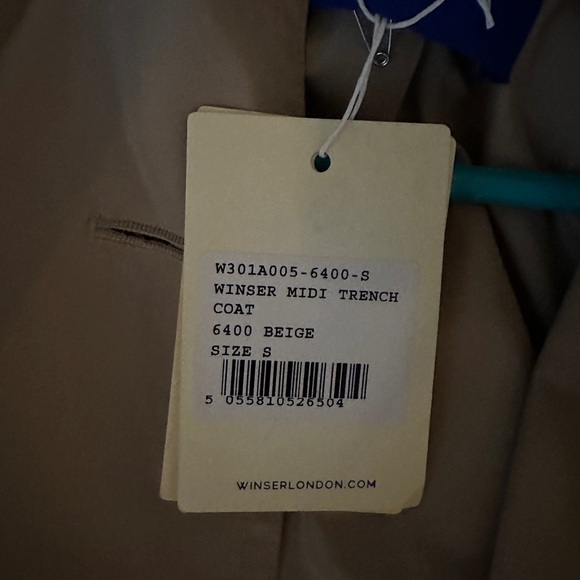 W301A005-6400-S
WINSER MIDI TRENCH
COAT
6400 BEIGE
SIZE S
5 055810526504
WINSERLONDON.COM